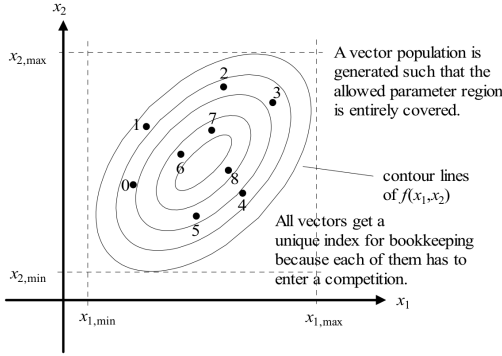 x2
x2,max
A vector population is
generated such that the
allowed parameter region
is entirely covered.
2
3
1
7
6
8
0
4
5
contour lines
of f(x1,x2)
All vectors get a
unique index for bookkeeping
because each of them has to
enter a competition.
x2,min
x1
x1,min
x1,max